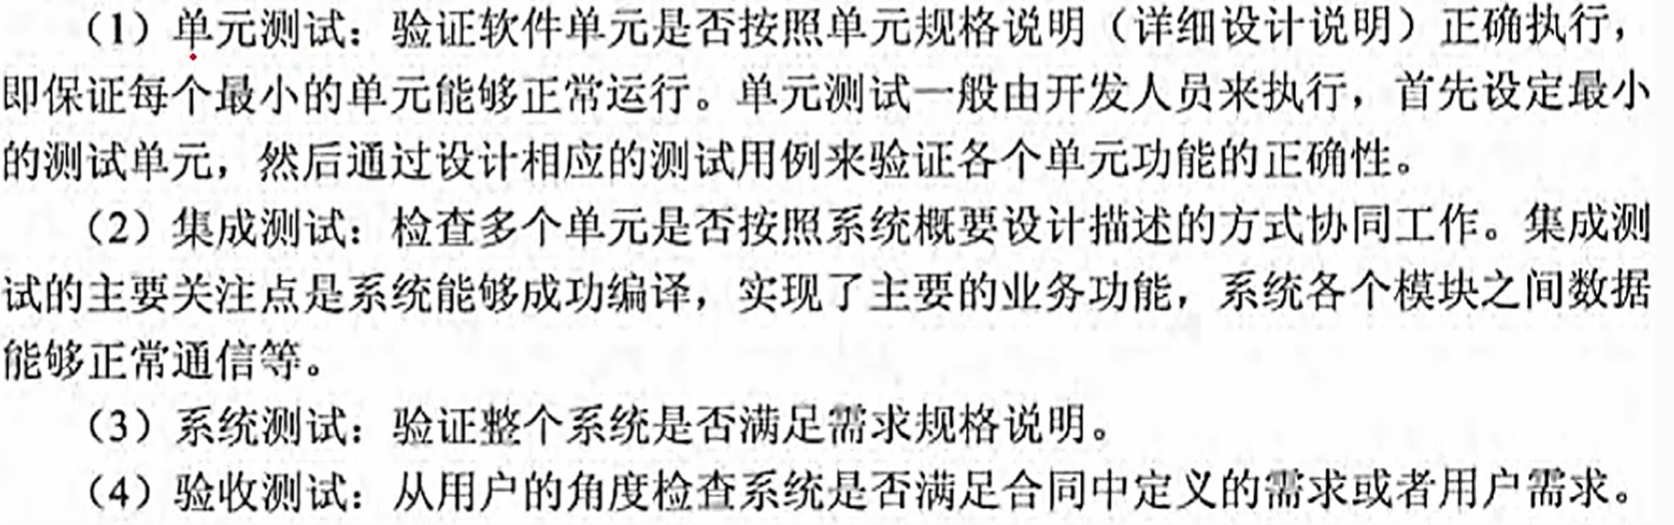 （1）单元测试：验证软件单元是否按照单元规格说明（详细设计说明）正确执行，
即保证每个最小的单元能够正常运行。单元测试一般由开发人员来执行，首先设定最小
的测试单元，然后通过设计相应的测试用例来验证各个单元功能的正确性。
（2）集成测试：检查多个单元是否按照系统概要设计描述的方式协同工作。集成测
试的主要关注点是系统能够成功编译，实现了主要的业务功能，系统各个模块之间数据
能够正常通信等。
（3）系统测试：验证整个系统是否满足需求规格说明。
（4）验收测试：从用户的角度检查系统是否满足合同中定义的需求或者用户需求。